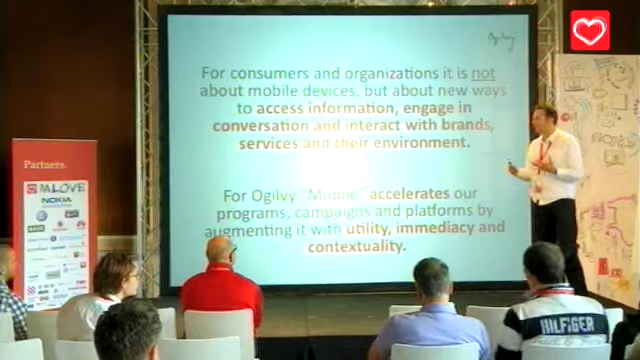 Ogilvy
For consumers and organizations it is not
about mobile devices, but about new ways
to access information, engage in
conversation and interact with brands,
services and their environment.
For Ogilvy "Mobile" accelerates our
programs, campaigns and platforms by
augmenting it with utility, immediacy and
contextuality.
Partners.
MLOVE
NOKIA
HILFIGER